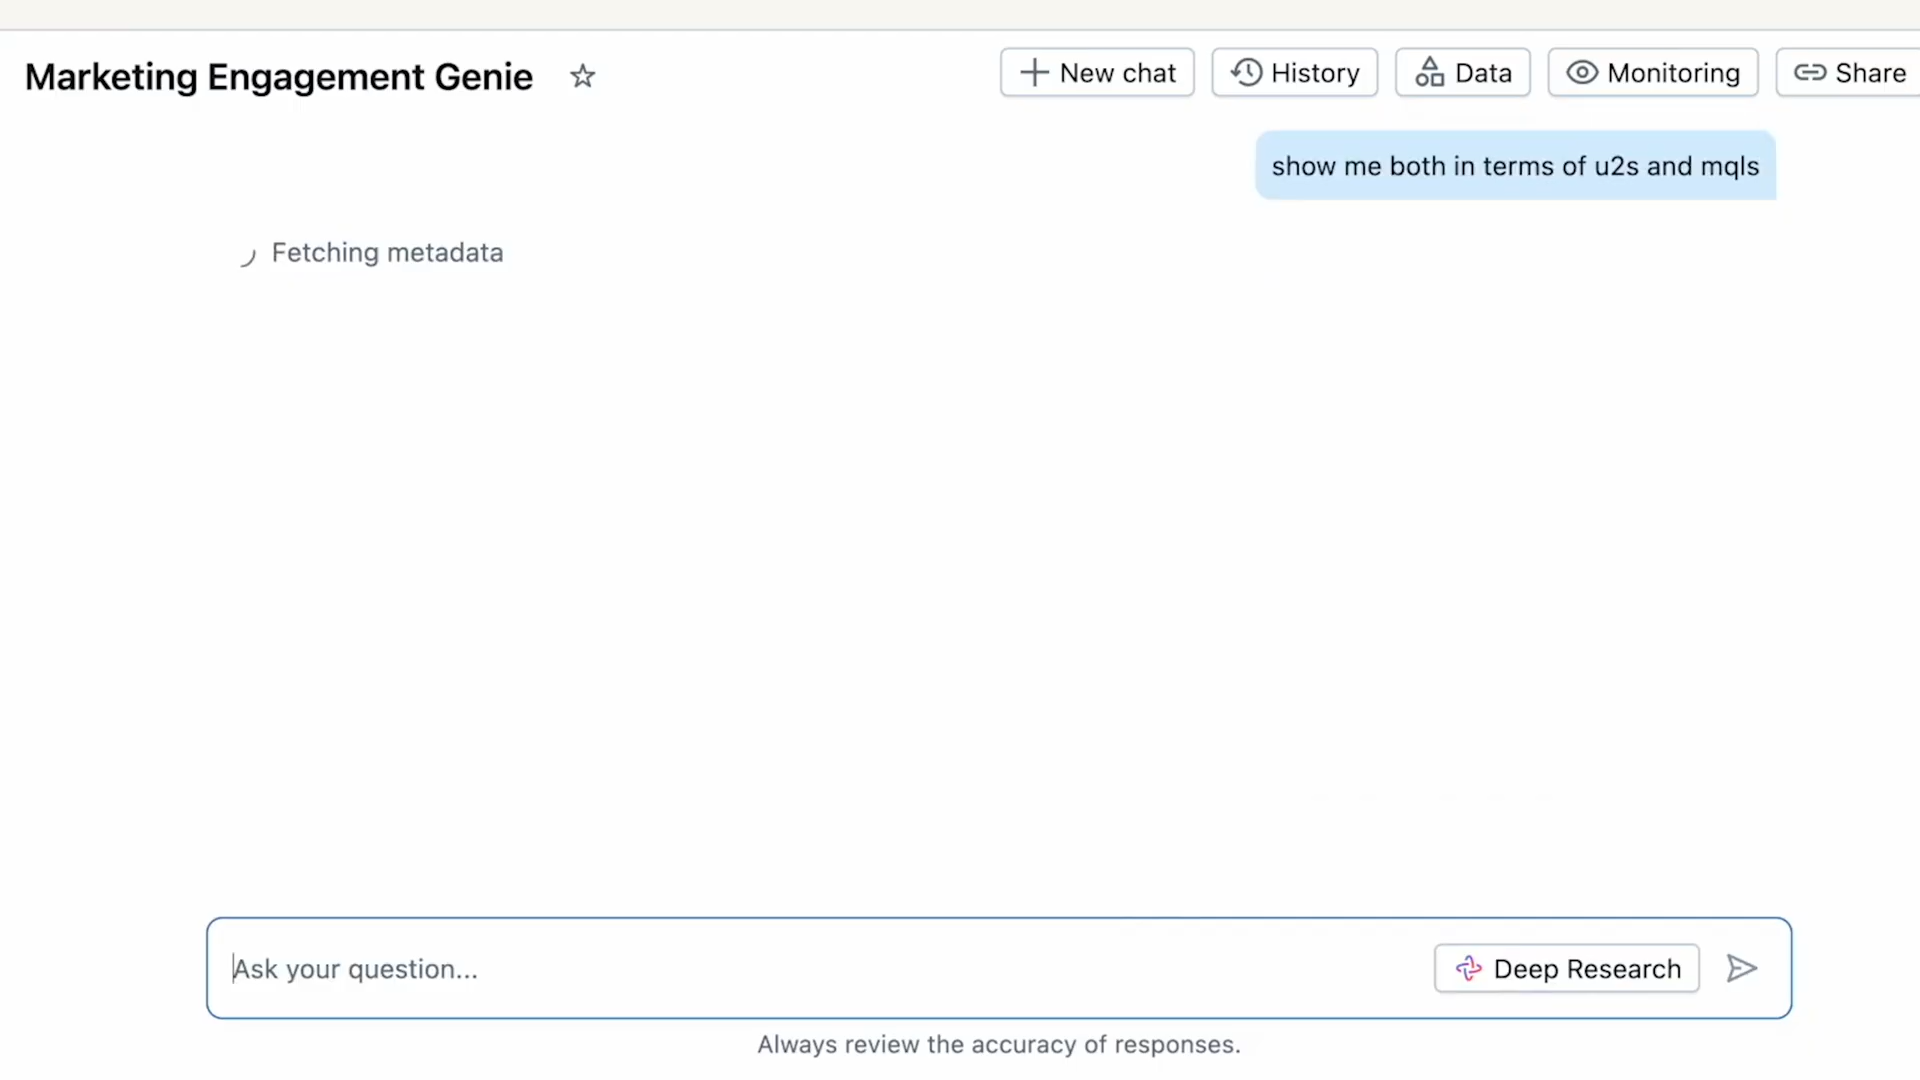 Marketing Engagement Genie
New chat
History
Data
Monitoring
Share
show me both in terms of u2s and mqls
Fetching metadata
Ask your question...
Deep Research
Always review the accuracy of responses.